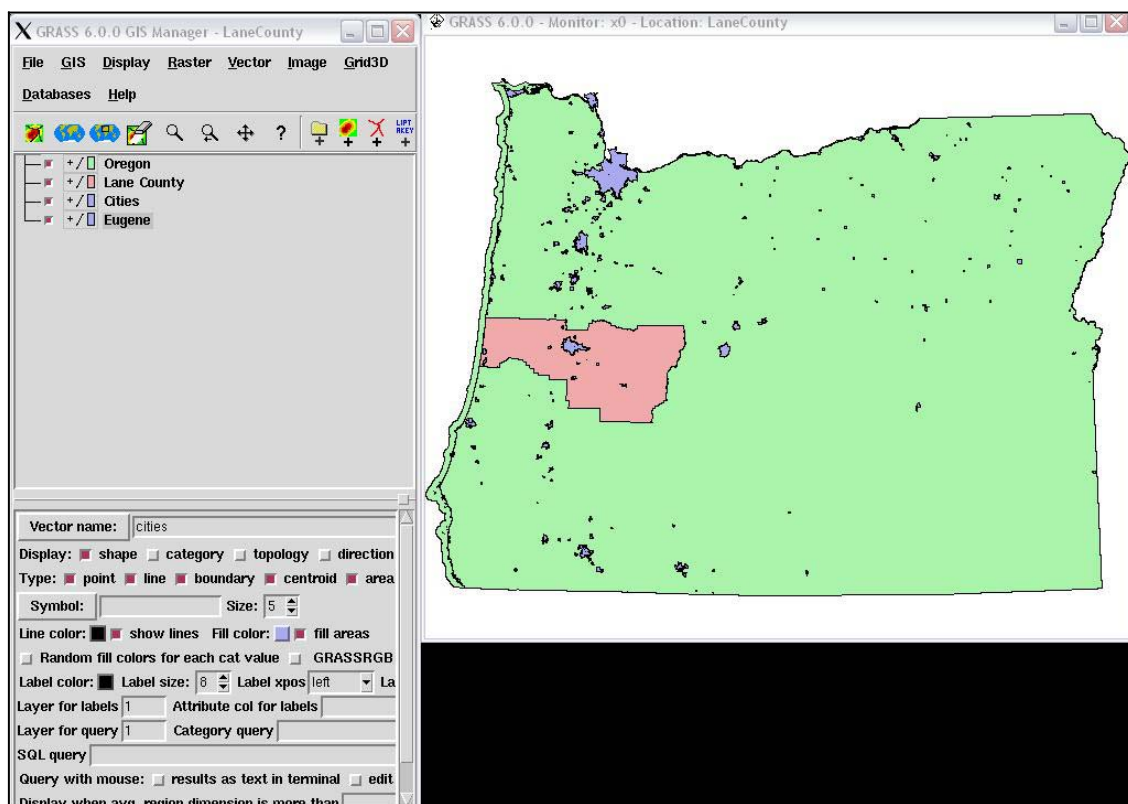 GRASS 6.0.0 GIS Manager - LaneCounty
GRASS 6.0.0 - Monitor: x0 - Location: LaneCounty
File GIS Display Raster Vector Image Grid3D
Databases Help
?
Oregon
Lane County
Cities
Eugene
Vector name: cities
Display: shape category topology direction
Type: point line boundary centroid area
Symbol: Size: 5
Line color: show lines Fill color: fill areas
Random fill colors for each cat value GRASSRGB
Label color: Label size: 8 Label xpos left La
Layer for labels 1 Attribute col for labels
Layer for query 1 Category query
SQL query
Query with mouse: results as text in terminal edit
Display when avg. region dimension is more than